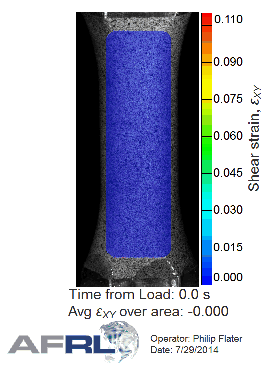 0.110
0.090
0.075
0.060
0.045
0.030
0.015
0.000
Shear strain, εXY
Time from Load: 0.0 s
Avg εXY over area: -0.000
AFRL
Operator: Philip Flater
Date: 7/29/2014